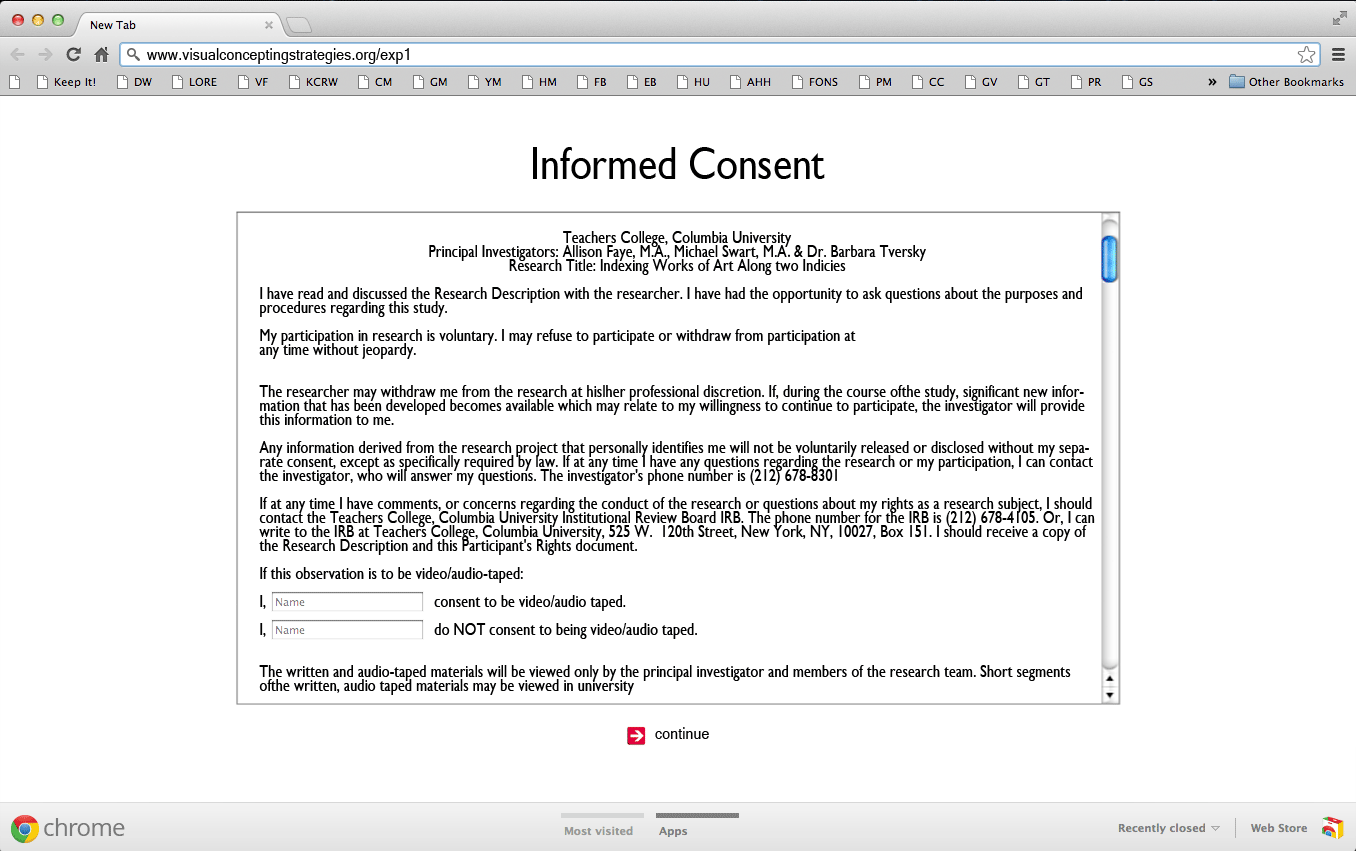 New Tab
www.visualconceptingstrategies.org/exp1
Keep It! DW LORE VF KCRW CM GM YM HM FB EB HU AHH FONS PM CC GV GT PR GS » Other Bookmarks
Informed Consent
Teachers College, Columbia University
Principal Investigators: Allison Faye, M.A., Michael Swart, M.A. & Dr. Barbara Tversky
Research Title: Indexing Works of Art Along two Indicies
I have read and discussed the Research Description with the researcher. I have had the opportunity to ask questions about the purposes and
procedures regarding this study.
My participation in research is voluntary. I may refuse to participate or withdraw from participation at
any time without jeopardy.
The researcher may withdraw me from the research at hislher professional discretion. If, during the course ofthe study, significant new infor-
mation that has been developed becomes available which may relate to my willingness to continue to participate, the investigator will provide
this information to me.
Any information derived from the research project that personally identifies me will not be voluntarily released or disclosed without my sepa-
rate consent, except as specifically required by law. If at any time I have any questions regarding the research or my participation, I can contact
the investigator, who will answer my questions. The investigator's phone number is (212) 678-8301
If at any time I have comments, or concerns regarding the conduct of the research or questions about my rights as a research subject, I should
contact the Teachers College, Columbia University Institutional Review Board IRB. The phone number for the IRB is (212) 678-4105. Or, I can
write to the IRB at Teachers College, Columbia University, 525 W. 120th Street, New York, NY, 10027, Box 151. I should receive a copy of
the Research Description and this Participant's Rights document.
If this observation is to be video/audio-taped:
I, Name consent to be video/audio taped.
I, Name do NOT consent to being video/audio taped.
The written and audio-taped materials will be viewed only by the principal investigator and members of the research team. Short segments
ofthe written, audio taped materials may be viewed in university
continue
chrome Most visited Apps Recently closed Web Store